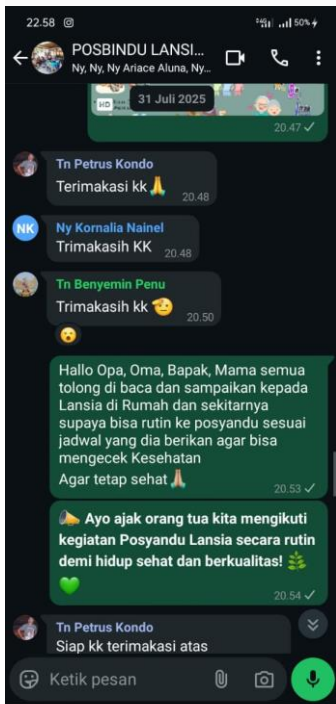 22.58
50%
POSBINDU LANSI...
Ny, Ny, Ny Ariace Aluna, Ny...
HD
31 Juli 2025
20.47
Tn Petrus Kondo
Terimakasi kk🙏
20.48
NK
Ny Kornalia Nainel
Trimakasih KK
20.48
Tn Benyemin Penu
Trimakasih kk 🫡
20.50
😮
Hallo Opa, Oma, Bapak, Mama semua
tolong di baca dan sampaikan kepada
Lansia di Rumah dan sekitarnya
supaya bisa rutin ke posyandu sesuai
jadwal yang dia berikan agar bisa
mengecek Kesehatan
Agar tetap sehat🙏
20.53
📣 Ayo ajak orang tua kita mengikuti
kegiatan Posyandu Lansia secara rutin
demi hidup sehat dan berkualitas! 🌿
💚
20.54
Tn Petrus Kondo
Siap kk terimakasi atas
Ketik pesan